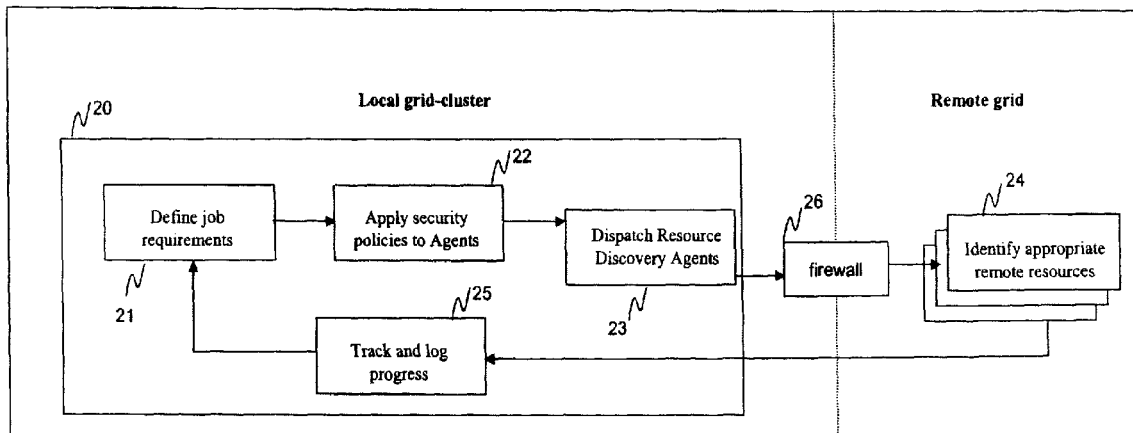 Local grid-cluster
Remote grid
20
22
24
26
Define job
requirements
Apply security
policies to Agents
Dispatch Resource
Discovery Agents
firewall
Identify appropriate
remote resources
21
25
23
Track and log
progress